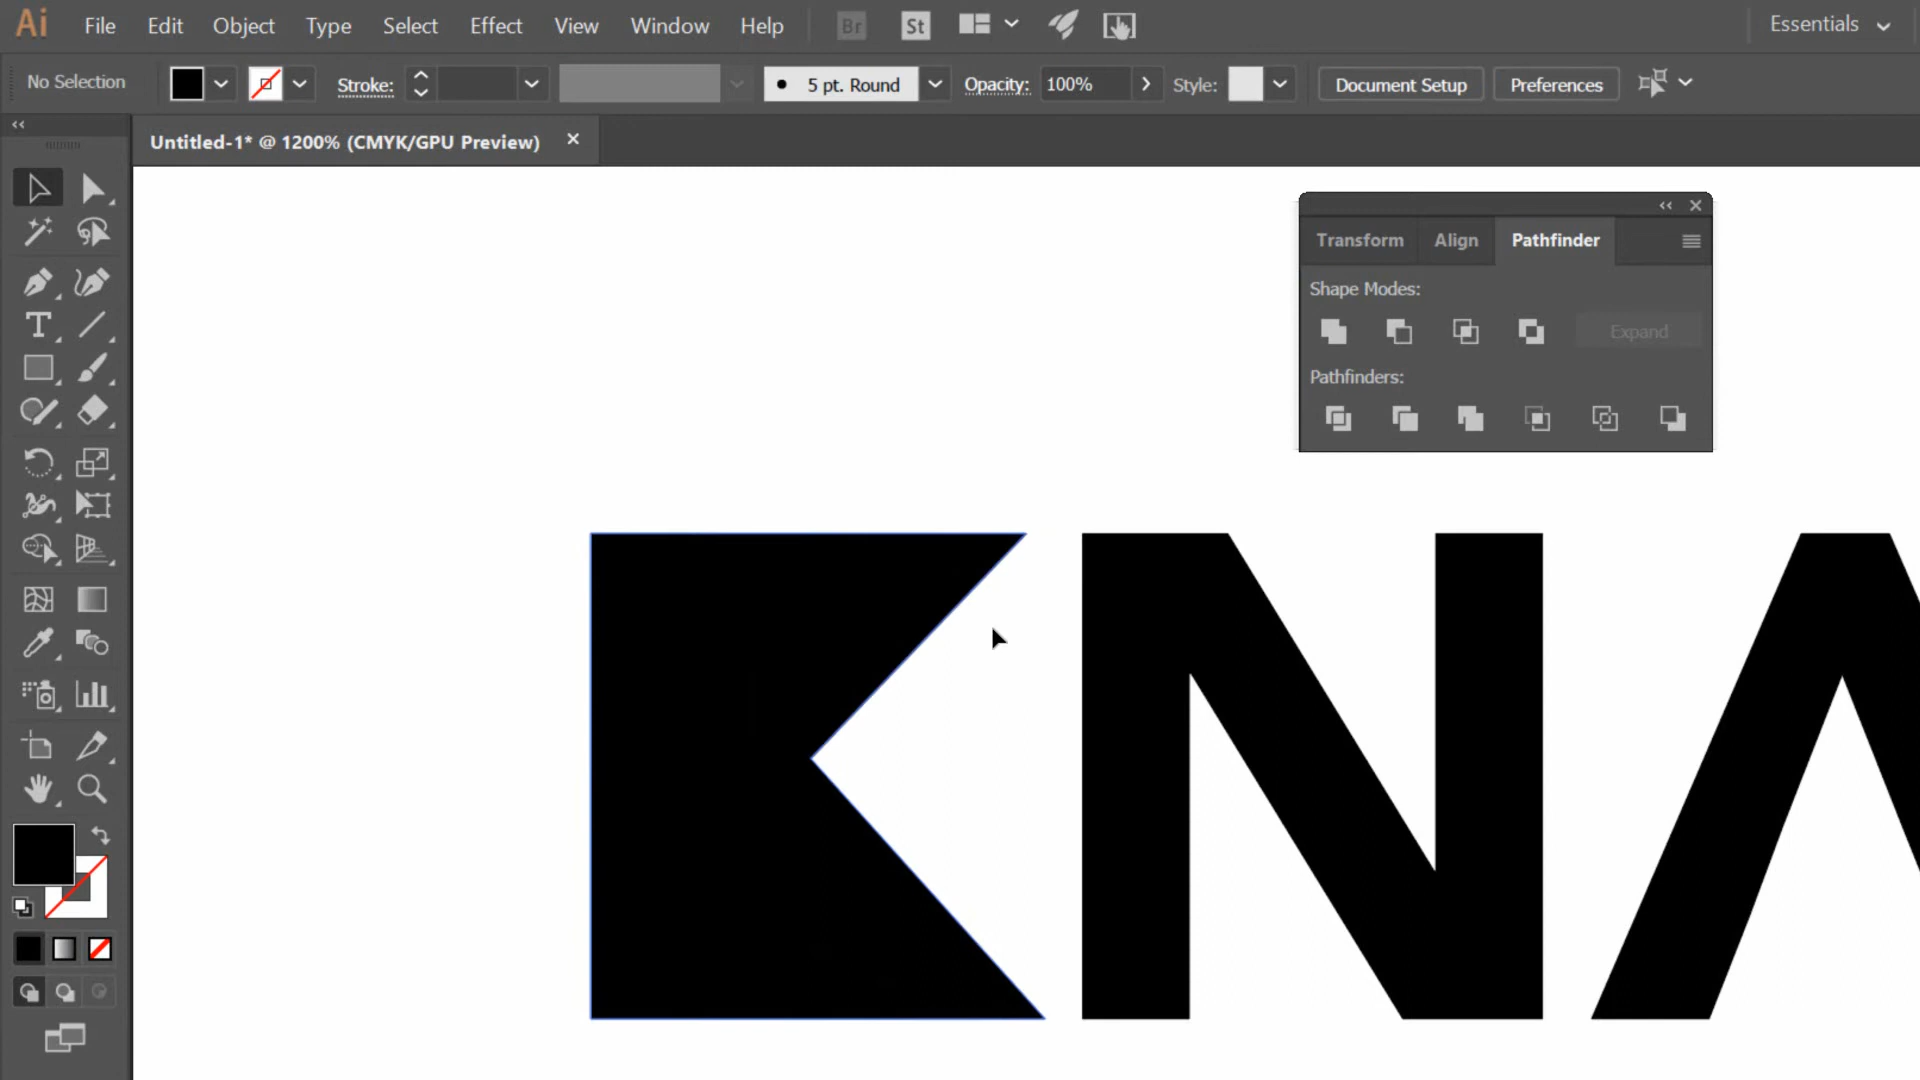 Ai File Edit Object Type Select Effect View Window Help Br St Essentials
No Selection Stroke: 5 pt. Round Opacity: 100% Style: Document Setup Preferences
Untitled-1* @ 1200% (CMYK/GPU Preview)
Transform Align Pathfinder
Shape Modes:
Expand
Pathfinders:
KNA